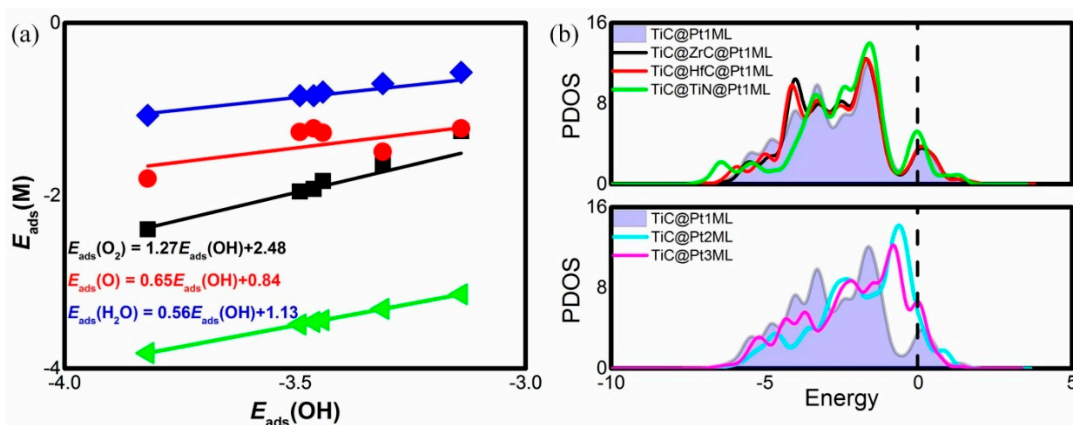 (a)
0
-2
-4
E_ads(M)
E_ads(O₂) = 1.27E_ads(OH)+2.48
E_ads(O) = 0.65E_ads(OH)+0.84
E_ads(H₂O) = 0.56E_ads(OH)+1.13
-4.0 -3.5 -3.0
E_ads(OH)
(b)
16
8
0
PDOS
TiC@Pt1ML
TiC@ZrC@Pt1ML
TiC@HfC@Pt1ML
TiC@TiN@Pt1ML
16
8
0
PDOS
TiC@Pt1ML
TiC@Pt2ML
TiC@Pt3ML
-10 -5 0 5
Energy